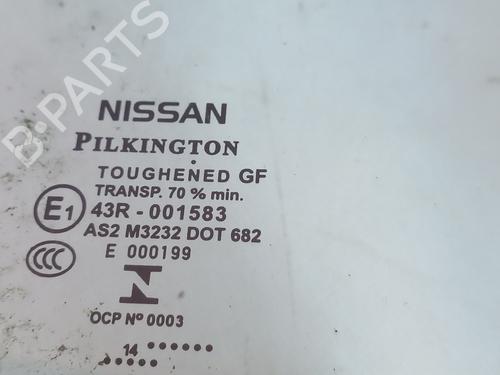 B-Parts
NISSAN
PILKINGTON
TOUGHENED GF
TRANSP. 70 % min.
E1 43R - 001583
AS2 M3232 DOT 682
CCC E 000199
N
OCP Nº 0003
14